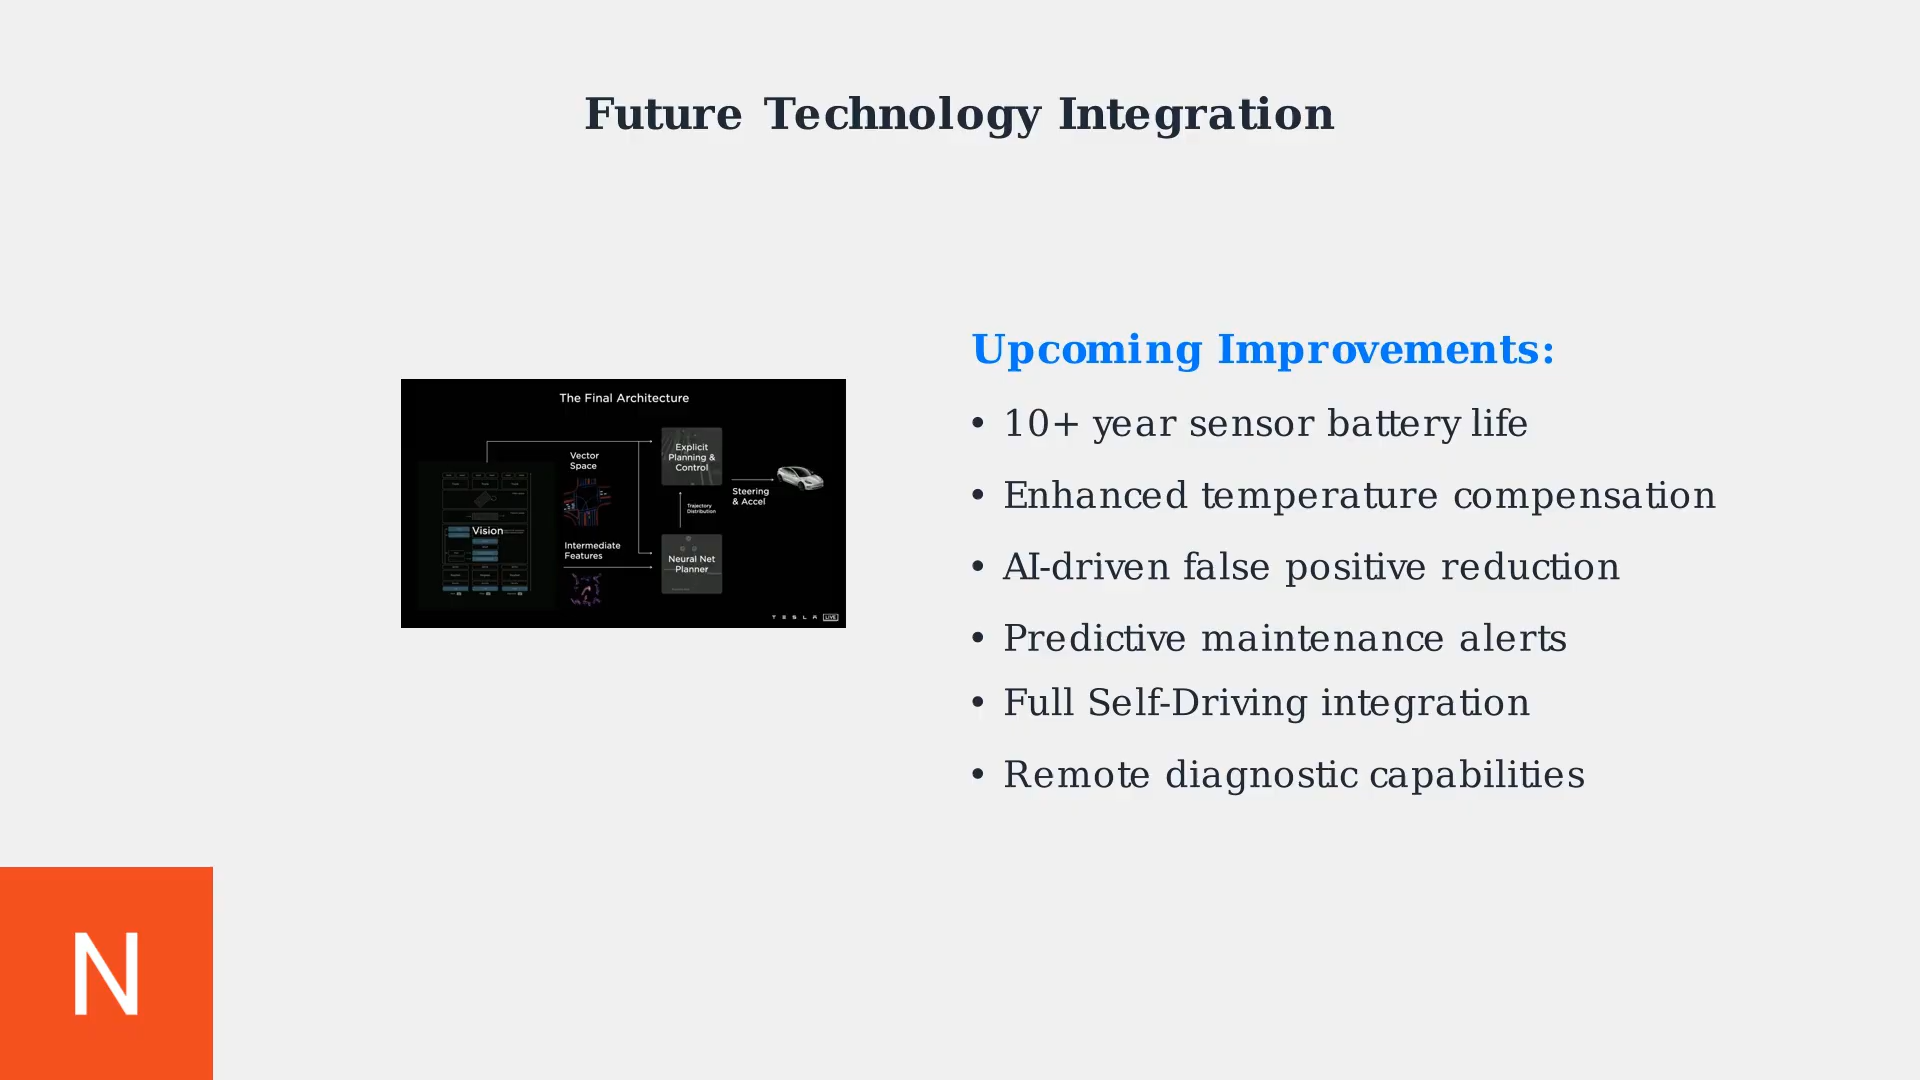 Future Technology Integration
The Final Architecture
Vector
Space
Explicit
Planning &
Control
Steering
& Accel
Trajectory
Distribution
Vision
Intermediate
Features
Neural Net
Planner
TESLA LIVE
Upcoming Improvements:
• 10+ year sensor battery life
• Enhanced temperature compensation
• AI-driven false positive reduction
• Predictive maintenance alerts
• Full Self-Driving integration
• Remote diagnostic capabilities
N